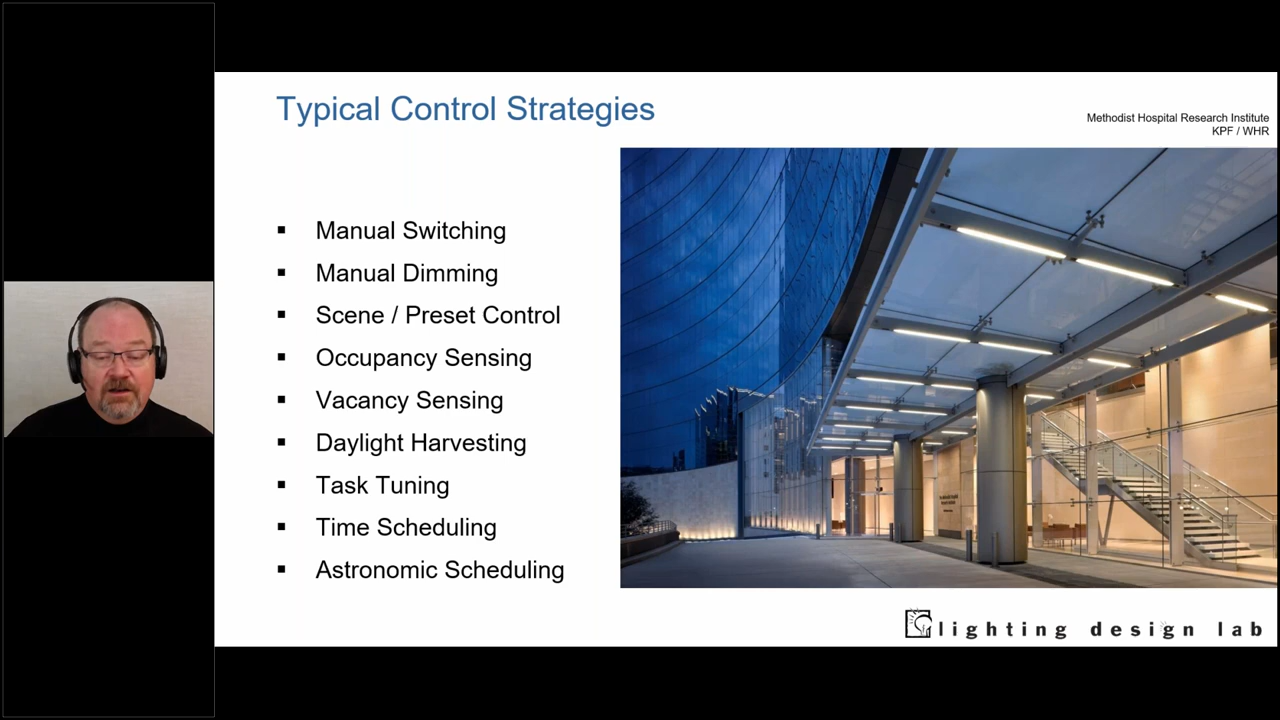 Typical Control Strategies
Methodist Hospital Research Institute
KPF / WHR
▪ Manual Switching
▪ Manual Dimming
▪ Scene / Preset Control
▪ Occupancy Sensing
▪ Vacancy Sensing
▪ Daylight Harvesting
▪ Task Tuning
▪ Time Scheduling
▪ Astronomic Scheduling
lighting design lab